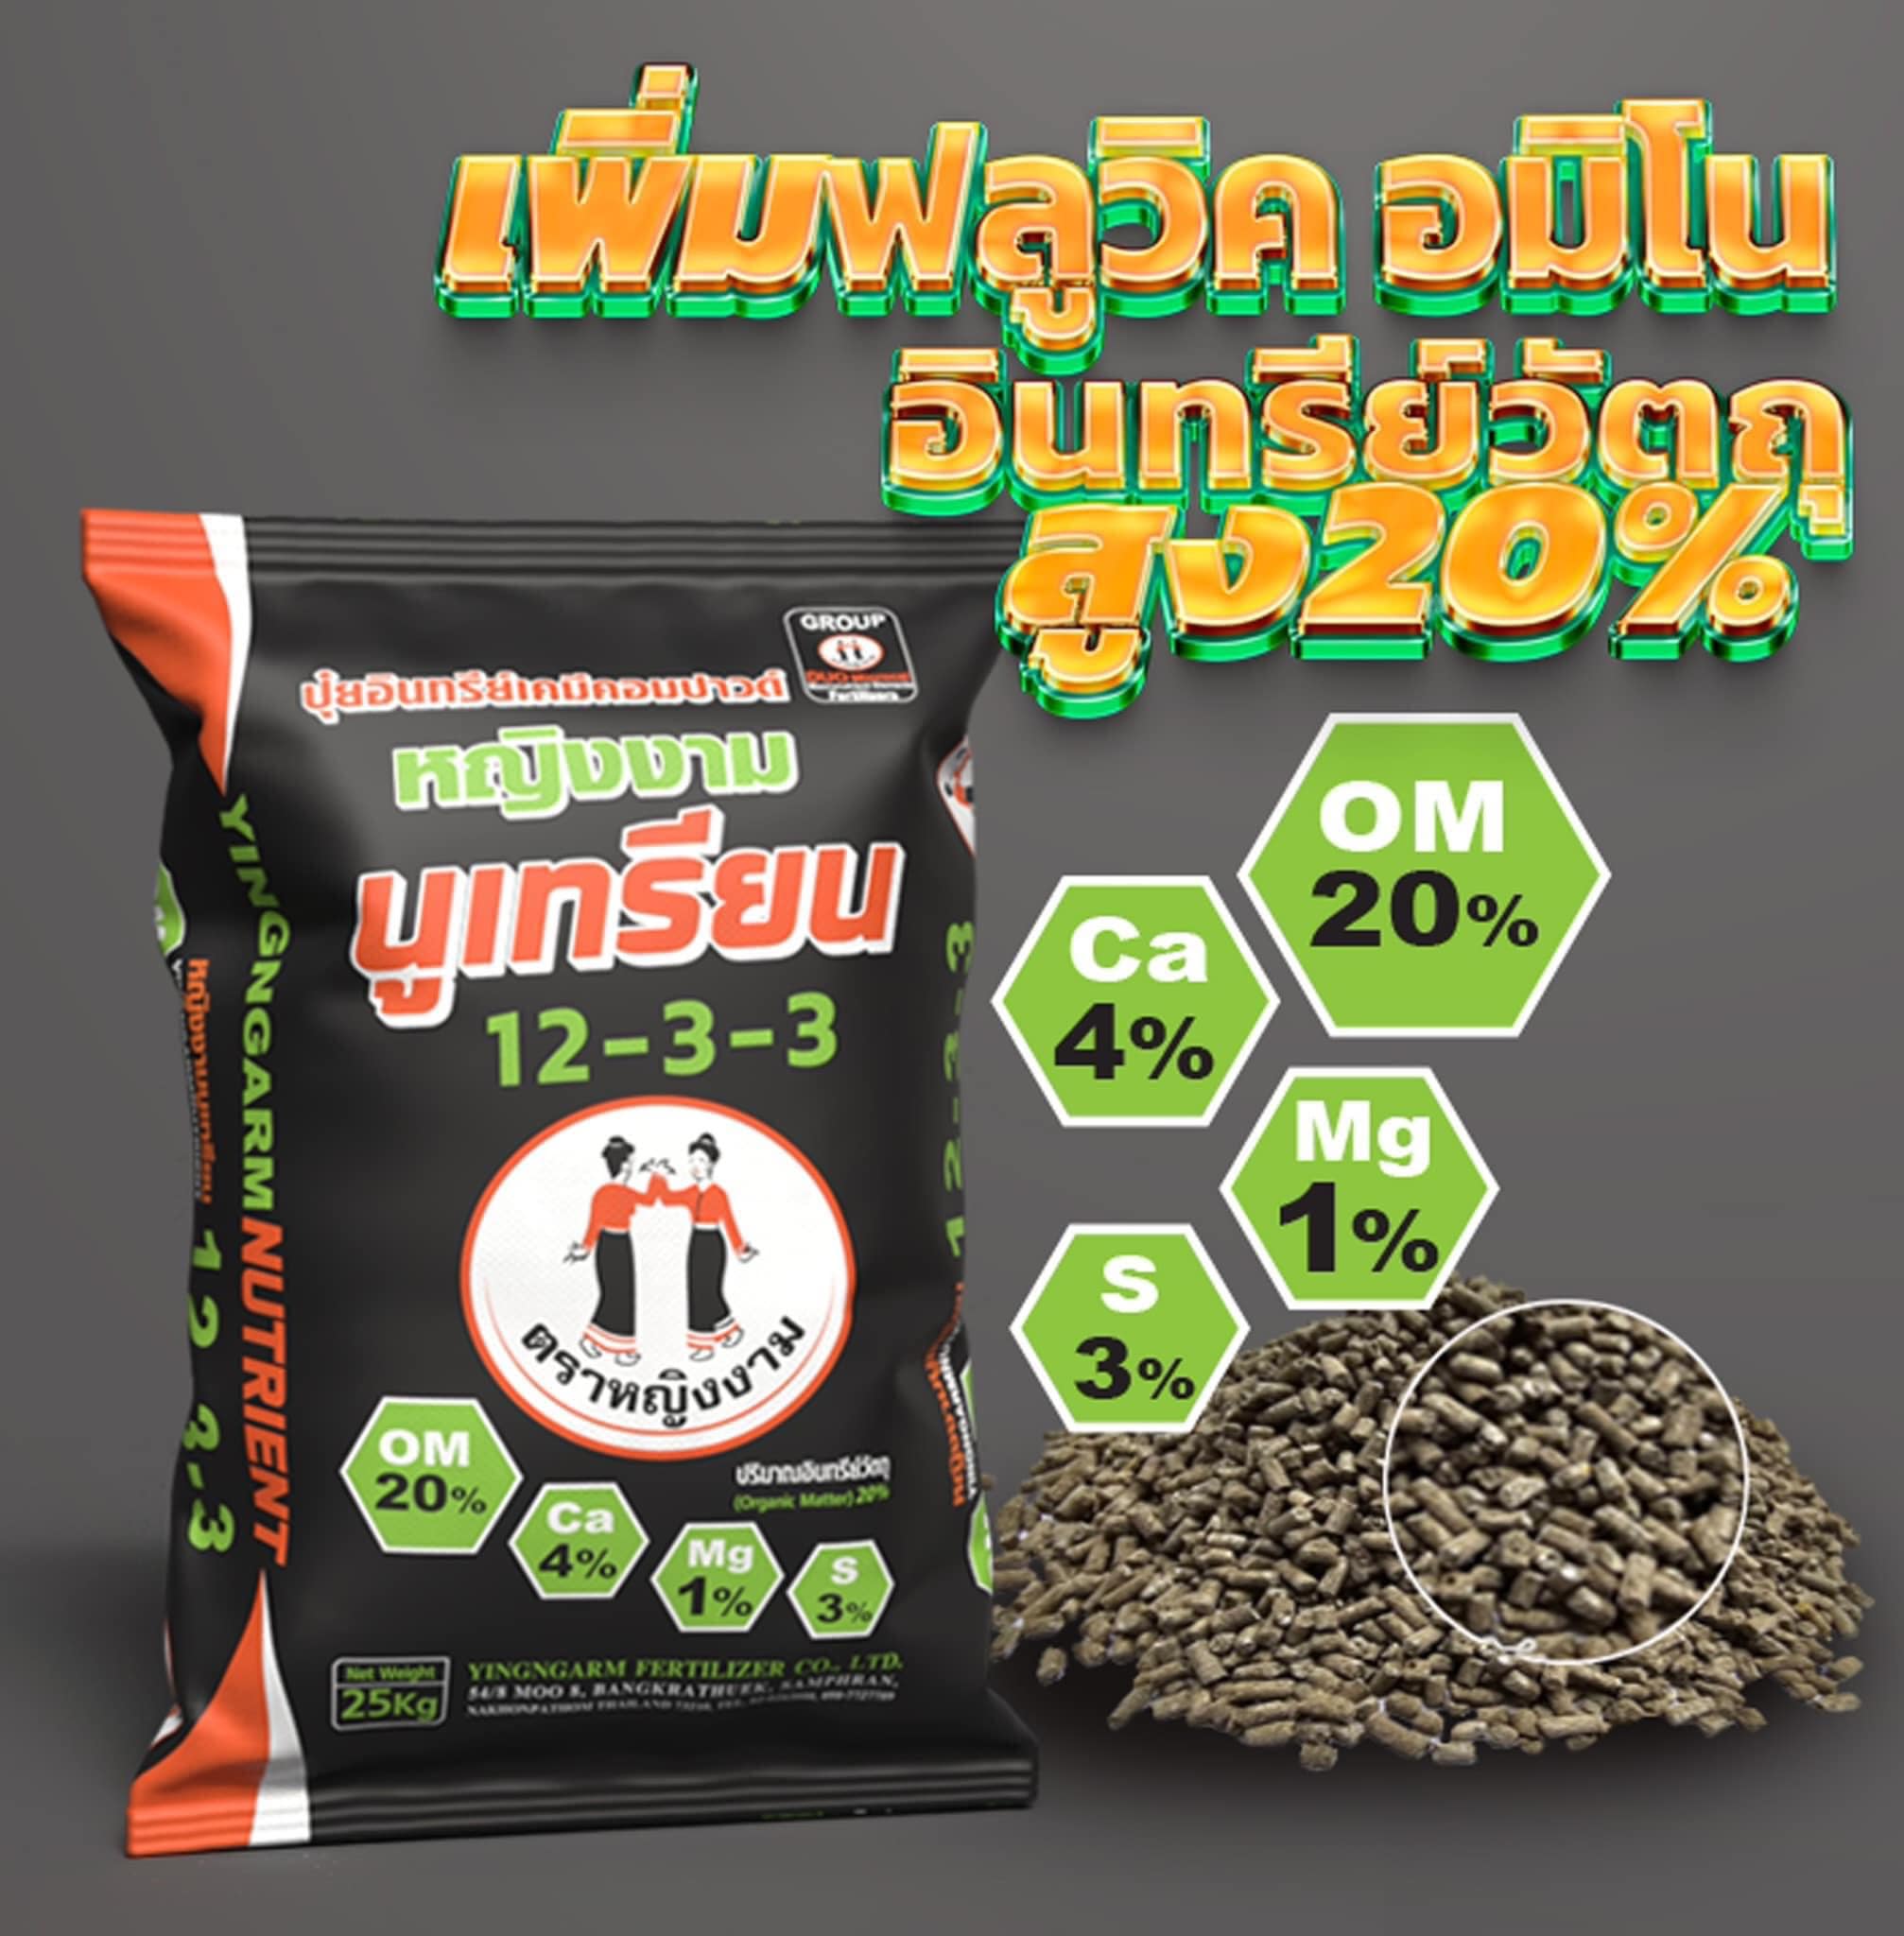 เพิ่มฟลูวิค อมิโน
อินทรีย์วัตถุ
สูง20%
GROUP
ปุ๋ยอินทรีย์เคมีคอมปาวด์
หญิงงาม
นูเทรียน
12-3-3
ตราหญิงงาม
OM
20%
Ca
4%
Mg
1%
S
3%
ปริมาณอินทรีย์วัตถุ
(Organic Matter) 20%
Net Weight
25Kg
YINGNGARM FERTILIZER CO., LTD.
54/8 MOO 8, BANGKRATHUEK, SAMPHRAN,
YINGNGARM NUTRIENT
12-3-3
12-3-3
OM
20%
Ca
4%
Mg
1%
S
3%